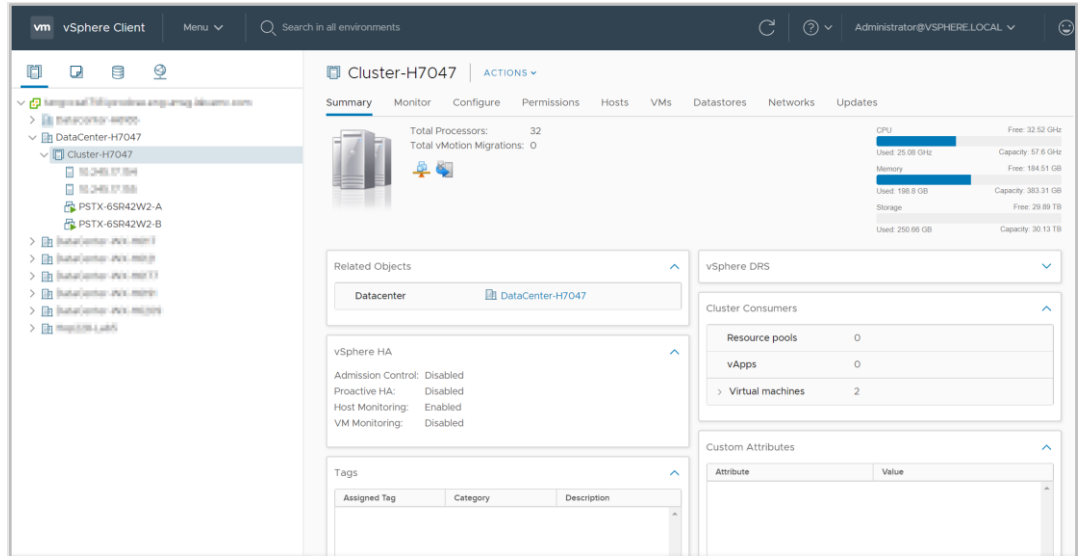 vm vSphere Client Menu Search in all environments Administrator@VSPHERE.LOCAL
Cluster-H7047 ACTIONS
Summary Monitor Configure Permissions Hosts VMs Datastores Networks Updates
DataCenter-H7047
Cluster-H7047
PSTX-6SR42W2-A
PSTX-6SR42W2-B
Total Processors: 32
Total vMotion Migrations: 0
CPU Free: 32.52 GHz
Used: 25.08 GHz Capacity: 57.6 GHz
Memory Free: 184.51 GB
Used: 198.8 GB Capacity: 383.31 GB
Storage Free: 29.89 TB
Used: 250.66 GB Capacity: 30.13 TB
Related Objects
Datacenter DataCenter-H7047
vSphere HA
Admission Control: Disabled
Proactive HA: Disabled
Host Monitoring: Enabled
VM Monitoring: Disabled
Tags
Assigned Tag Category Description
vSphere DRS
Cluster Consumers
Resource pools 0
vApps 0
Virtual machines 2
Custom Attributes
Attribute Value